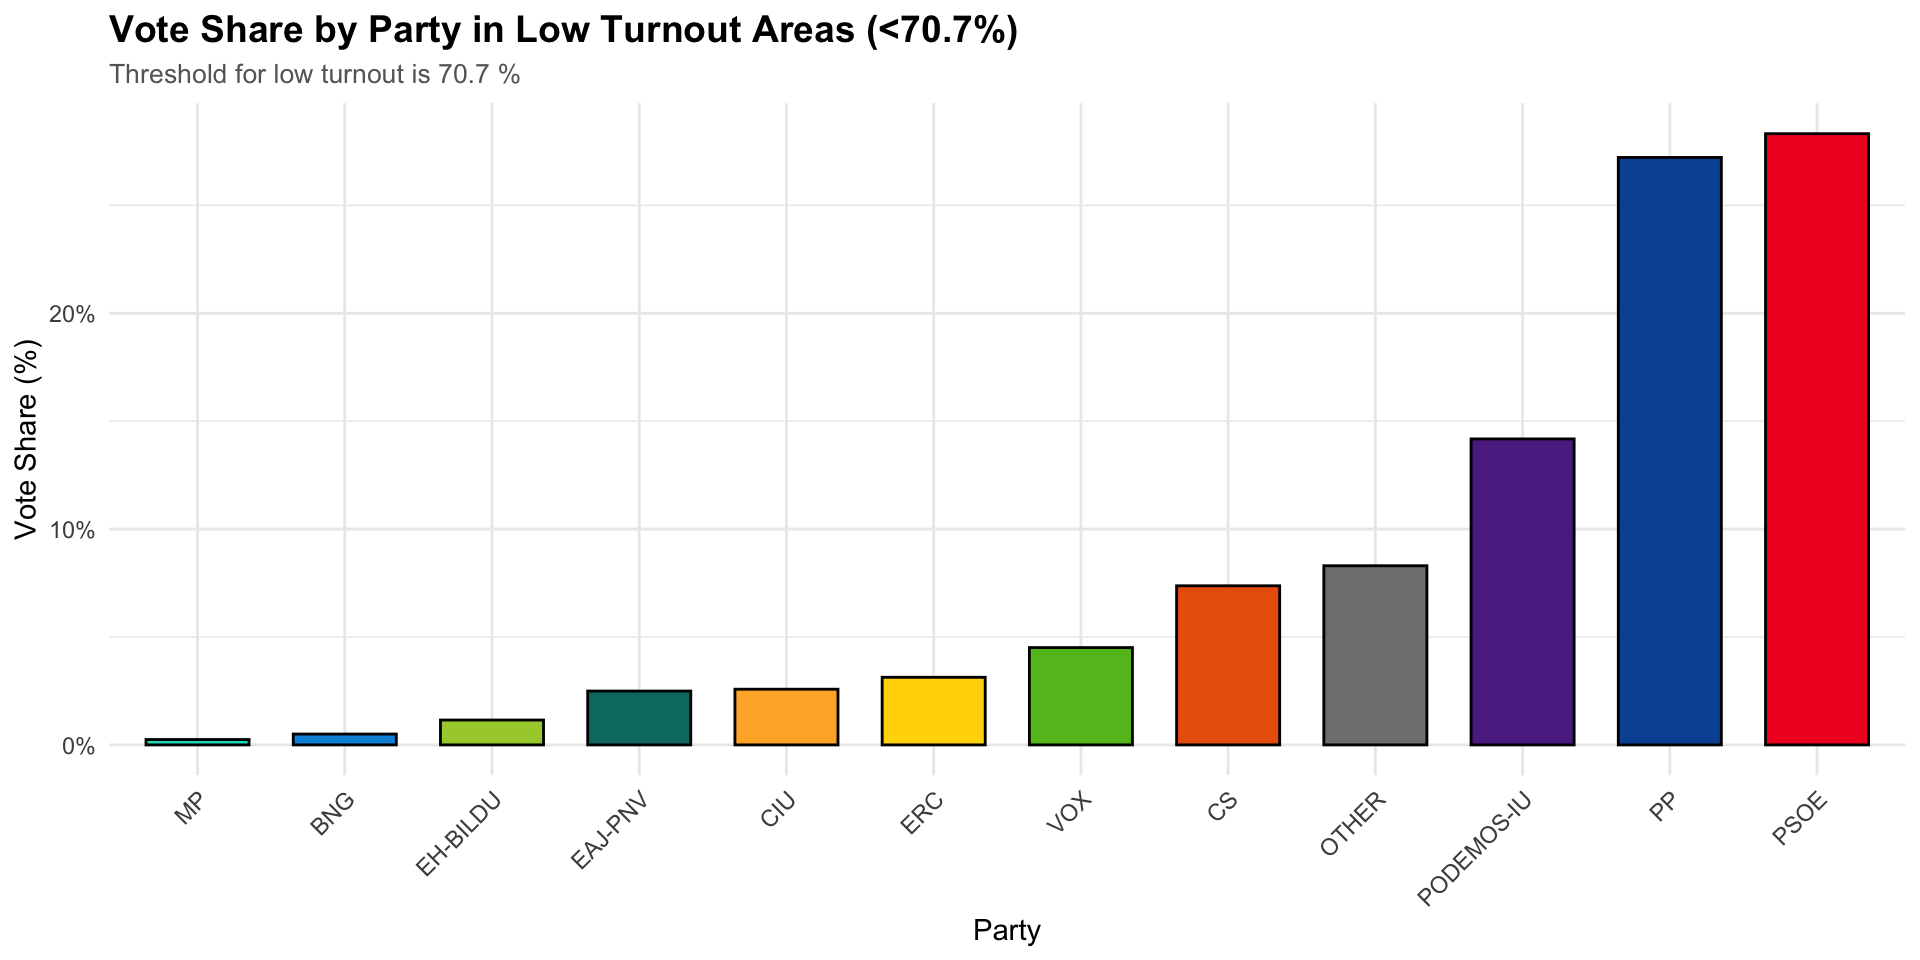 Vote Share by Party in Low Turnout Areas (<70.7%)
Threshold for low turnout is 70.7 %
Vote Share (%)
20%
10%
0%
MP
BNG
EH-BILDU
EAJ-PNV
CIU
ERC
VOX
CS
OTHER
PODEMOS-IU
PP
PSOE
Party